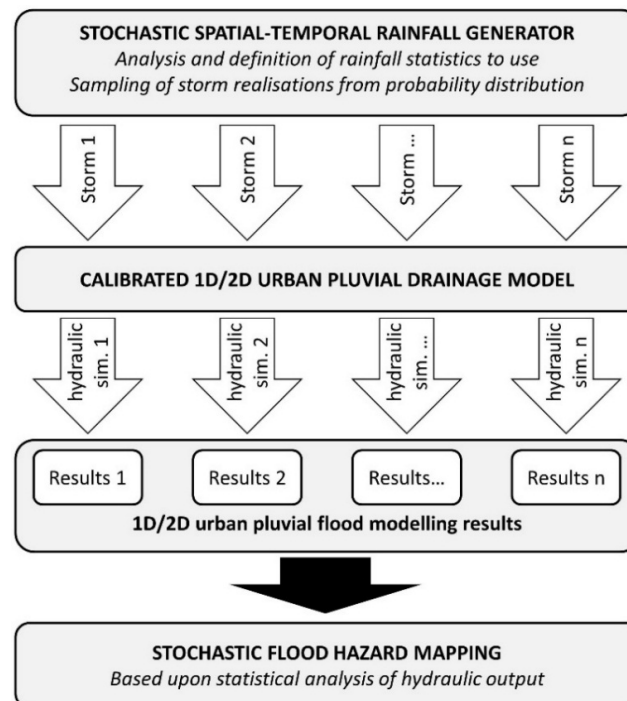 STOCHASTIC SPATIAL-TEMPORAL RAINFALL GENERATOR
Analysis and definition of rainfall statistics to use
Sampling of storm realisations from probability distribution
Storm 1
Storm 2
Storm ...
Storm n
CALIBRATED 1D/2D URBAN PLUVIAL DRAINAGE MODEL
hydraulic
sim. 1
hydraulic
sim. 2
hydraulic
sim. ...
hydraulic
sim. n
Results 1
Results 2
Results...
Results n
1D/2D urban pluvial flood modelling results
STOCHASTIC FLOOD HAZARD MAPPING
Based upon statistical analysis of hydraulic output